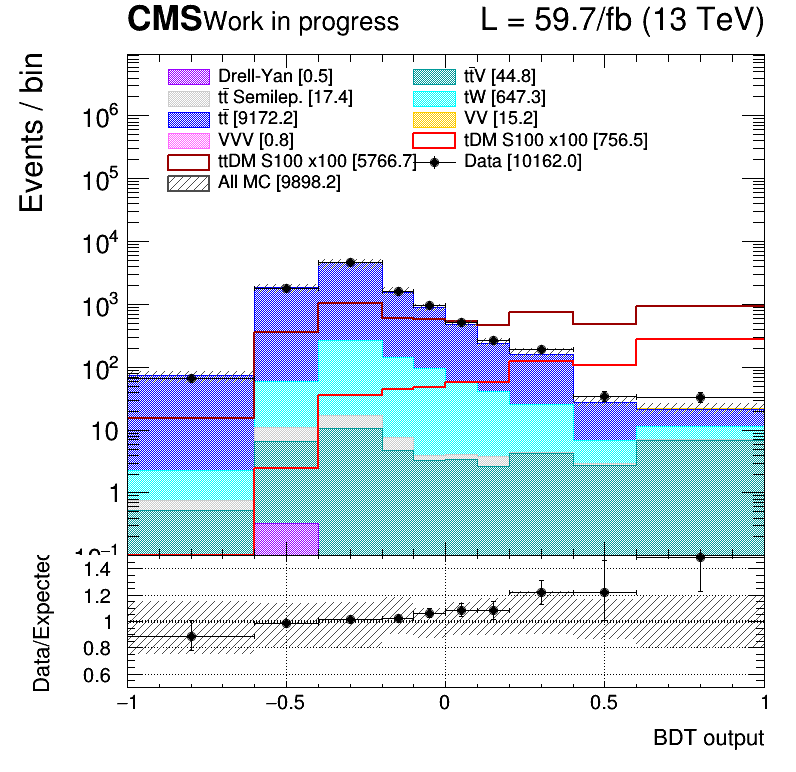 CMS Work in progress L = 59.7/fb (13 TeV)
Events / bin
Drell-Yan [0.5] tt̄V [44.8]
tt̄ Semilep. [17.4] tW [647.3]
tt̄ [9172.2] VV [15.2]
VVV [0.8] tDM S100 x100 [756.5]
ttDM S100 x100 [5766.7] Data [10162.0]
All MC [9898.2]
10⁶
10⁵
10⁴
10³
10²
10
1
10⁻¹
Data/Expected
1.4
1.2
1
0.8
0.6
−1 −0.5 0 0.5 1
BDT output